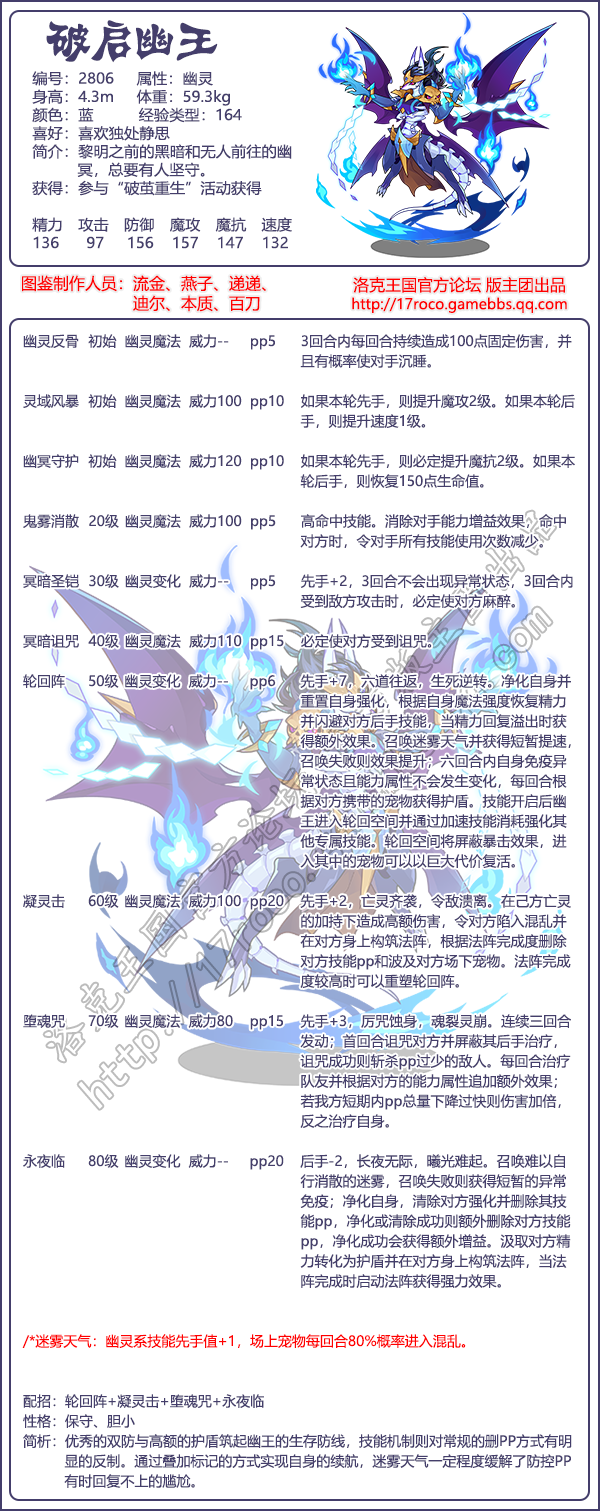 破启幽王
编号：2806 属性：幽灵
身高：4.3m 体重：59.3kg
颜色：蓝 经验类型：164
喜好：喜欢独处静思
简介：黎明之前的黑暗和无人前往的幽
冥，总要有人坚守。
获得：参与“破茧重生”活动获得
精力 攻击 防御 魔攻 魔抗 速度
136 97 156 157 147 132
图鉴制作人员：流金、燕子、递递、
迪尔、本质、百刀
洛克王国官方论坛 版主团出品
http://17roco.gamebbs.qq.com
幽灵反骨 初始 幽灵魔法 威力-- pp5 3回合内每回合持续造成100点固定伤害，并
且有概率使对手沉睡。
灵域风暴 初始 幽灵魔法 威力100 pp10 如果本轮先手，则提升魔攻2级。如果本轮后
手，则提升速度1级。
幽冥守护 初始 幽灵魔法 威力120 pp10 如果本轮先手，则必定提升魔抗2级。如果本
轮后手，则恢复150点生命值。
鬼雾消散 20级 幽灵魔法 威力100 pp5 高命中技能。消除对手能力增益效果，命中
对方时，令对手所有技能使用次数减少。
冥暗圣铠 30级 幽灵变化 威力-- pp5 先手+2，3回合不会出现异常状态，3回合内
受到敌方攻击时，必定使对方麻醉。
冥暗诅咒 40级 幽灵魔法 威力110 pp15 必定使对方受到诅咒。
轮回阵 50级 幽灵变化 威力-- pp6 先手+7，六道往返，生死逆转。净化自身并
重置自身强化，根据自身魔法强度恢复精力
并闪避对方后手技能，当精力回复溢出时获
得额外效果。召唤迷雾天气并获得短暂提速，
召唤失败则效果提升；六回合内自身免疫异
常状态且能力属性不会发生变化，每回合根
据对方携带的宠物获得护盾。技能开启后幽
王进入轮回空间并通过加速技能消耗强化其
他专属技能。轮回空间将屏蔽暴击效果，进
入其中的宠物可以以巨大代价复活。
凝灵击 60级 幽灵魔法 威力100 pp20 先手+2，亡灵齐袭，令敌溃离。在己方亡灵
的加持下造成高额伤害，令对方陷入混乱并
在对方身上构筑法阵，根据法阵完成度删除
对方技能pp和波及对方场下宠物。法阵完成
度较高时可以重塑轮回阵。
堕魂咒 70级 幽灵魔法 威力80 pp15 先手+3，厉咒蚀身，魂裂灵崩。连续三回合
发动；首回合诅咒对方并屏蔽其后手治疗，
诅咒成功则斩杀pp过少的敌人。每回合治疗
队友并根据对方的能力属性追加额外效果；
若我方短期内pp总量下降过快则伤害加倍，
反之治疗自身。
永夜临 80级 幽灵变化 威力-- pp20 后手-2，长夜无际，曦光难起。召唤难以自
行消散的迷雾，召唤失败则获得短暂的异常
免疫；净化自身，清除对方强化并删除其技
能pp，净化或清除成功则额外删除对方技能
pp，净化成功会获得额外增益。汲取对方精
力转化为护盾并在对方身上构筑法阵，当法
阵完成时启动法阵获得强力效果。
/*迷雾天气：幽灵系技能先手值+1，场上宠物每回合80%概率进入混乱。
配招：轮回阵+凝灵击+堕魂咒+永夜临
性格：保守、胆小
简析：优秀的双防与高额的护盾筑起幽王的生存防线，技能机制则对常规的删PP方式有明
显的反制。通过叠加标记的方式实现自身的续航，迷雾天气一定程度缓解了防控PP
有时回复不上的尴尬。